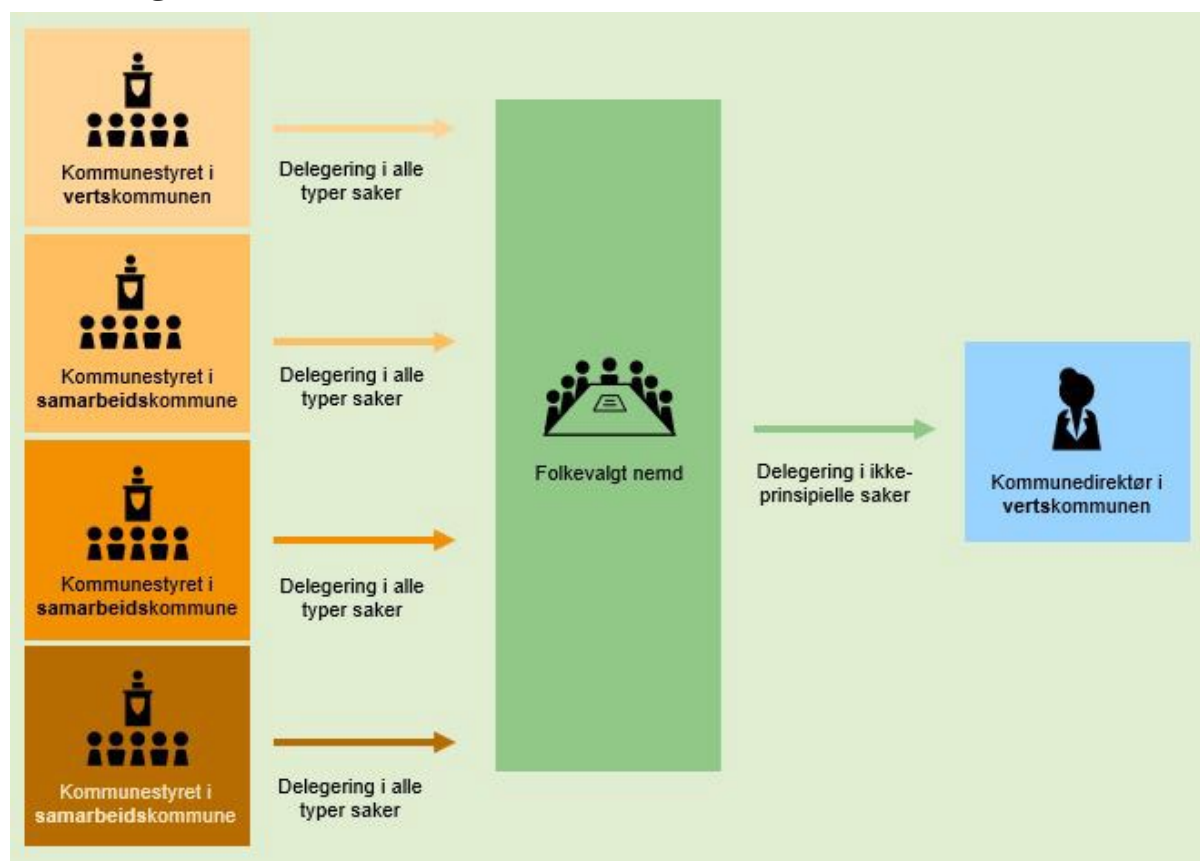 Kommunestyret i
vertskommunen
Delegering i alle
typer saker
Kommunestyret i
samarbeidskommune
Delegering i alle
typer saker
Kommunestyret i
samarbeidskommune
Delegering i alle
typer saker
Kommunestyret i
samarbeidskommune
Delegering i alle
typer saker
Folkevalgt nemd
Delegering i ikke-
prinsipielle saker
Kommunedirektør i
vertskommunen